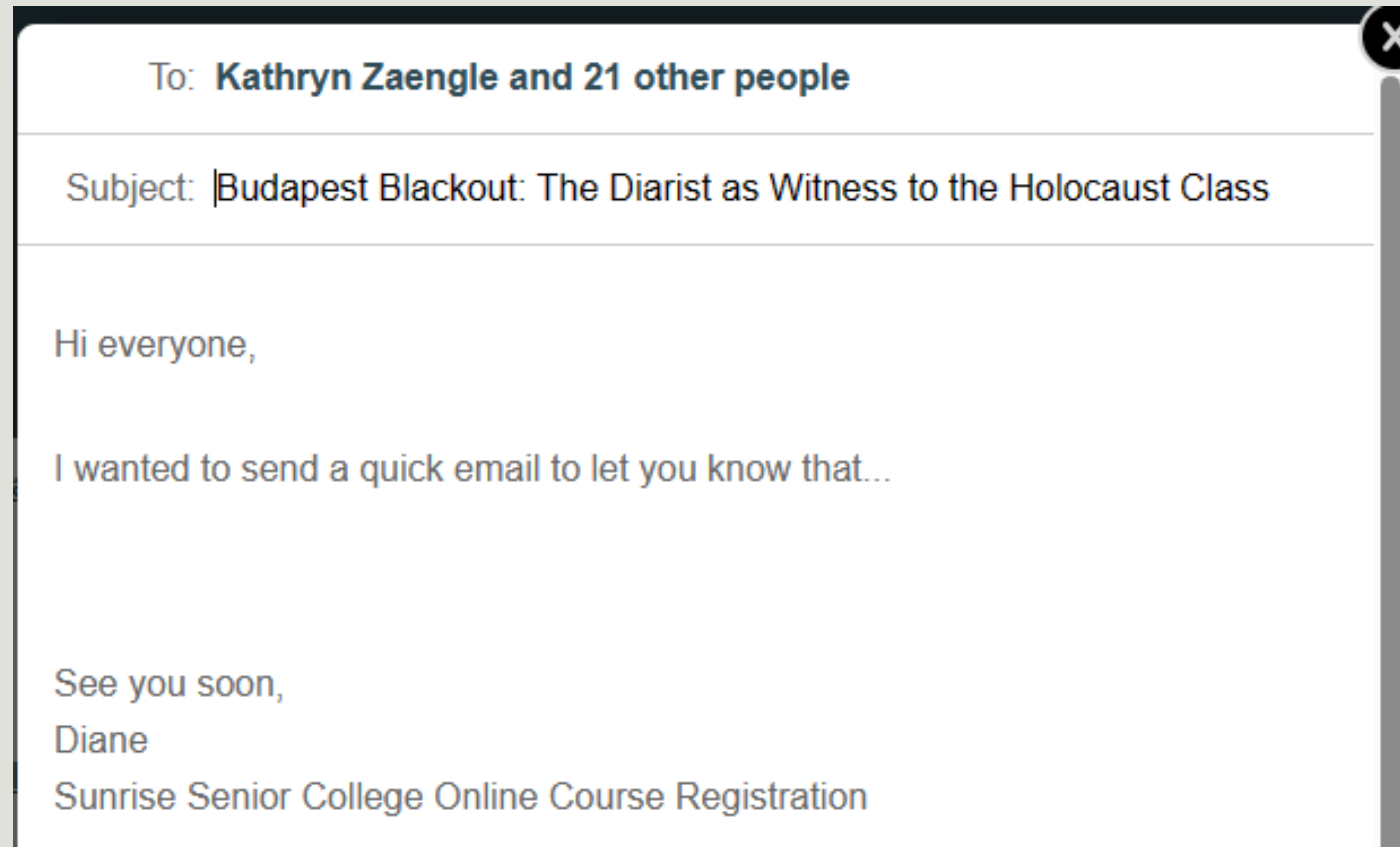 To: Kathryn Zaengle and 21 other people
Subject: Budapest Blackout: The Diarist as Witness to the Holocaust Class
Hi everyone,
I wanted to send a quick email to let you know that...
See you soon,
Diane
Sunrise Senior College Online Course Registration